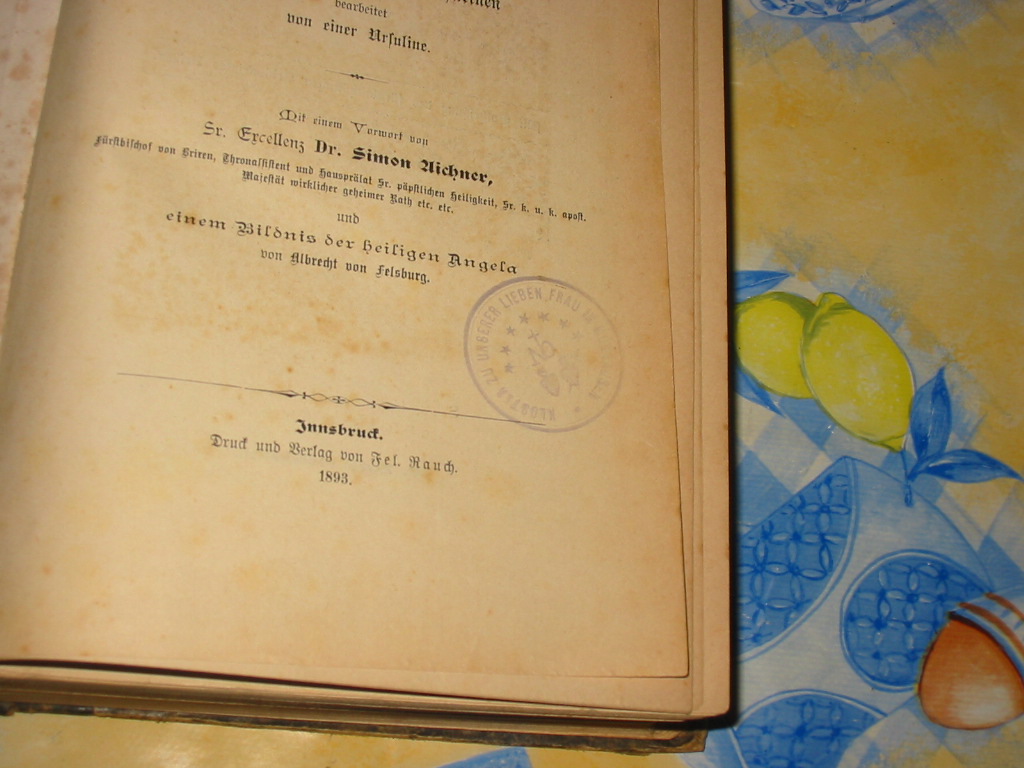 bearbeitet
von einer Ursuline.
Mit einem Vorwort von
Sr. Excellenz Dr. Simon Aichner,
Fürstbischof von Brixen, Thronassistent und Hausprälat Sr. päpstlichen Heiligkeit, Sr. k. u. k. apost.
Majestät wirklicher geheimer Rath etc. etc.
und
einem Bildnis der heiligen Angela
von Albrecht von Felsburg.
KLOSTER ZU UNSERER LIEBEN FRAU
Innsbruck.
Druck und Verlag von Fel. Rauch.
1893.